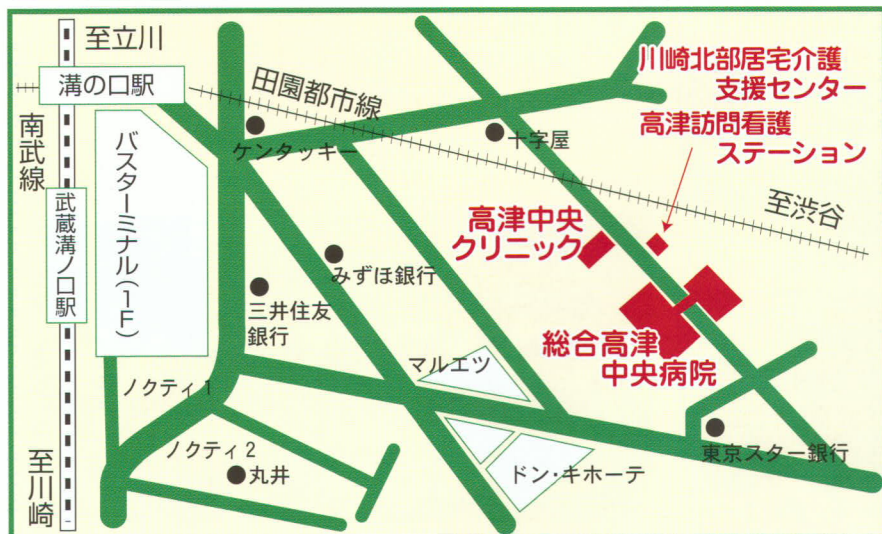 至立川
溝の口駅
南武線
武蔵溝ノ口駅
至川崎
バスターミナル(1F)
田園都市線
至渋谷
ケンタッキー
十字屋
川崎北部居宅介護
支援センター
高津訪問看護
ステーション
高津中央
クリニック
みずほ銀行
三井住友
銀行
総合高津
中央病院
マルエツ
ノクティ1
ノクティ2
丸井
ドン・キホーテ
東京スター銀行